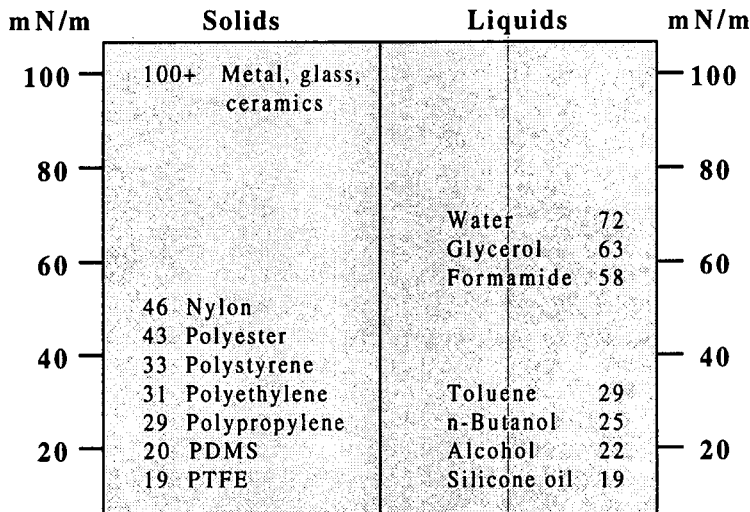 mN/m Solids Liquids mN/m
100 100+ Metal, glass, 100
ceramics
80 80
Water 72
Glycerol 63
60 Formamide 58 60
46 Nylon
43 Polyester
40 33 Polystyrene 40
31 Polyethylene Toluene 29
29 Polypropylene n-Butanol 25
20 20 PDMS Alcohol 22 20
19 PTFE Silicone oil 19